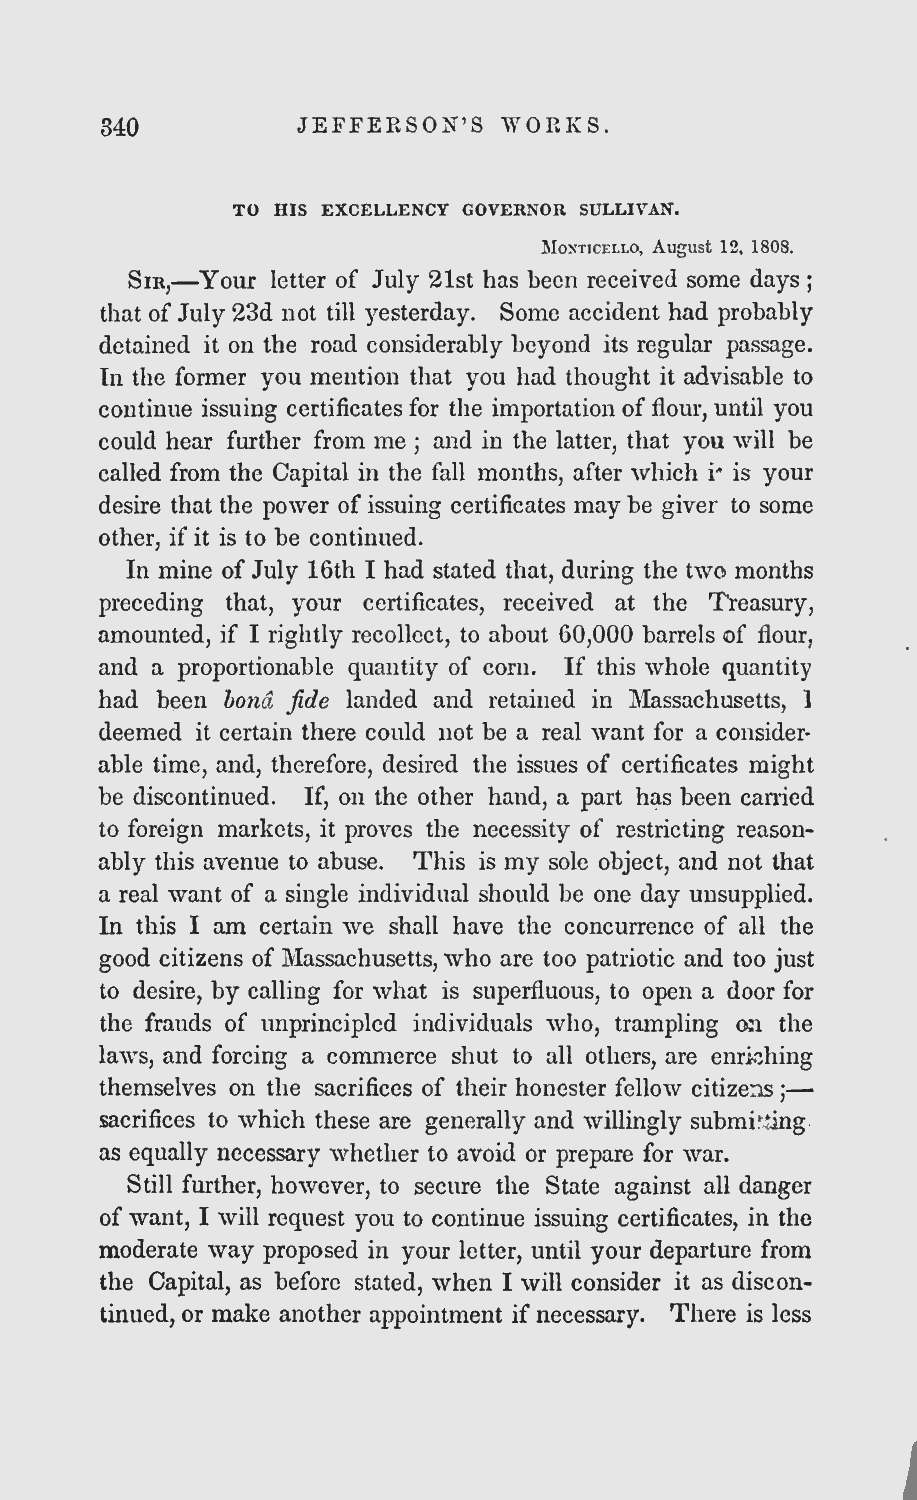 340 JEFFERSON'S WORKS.
TO HIS EXCELLENCY GOVERNOR SULLIVAN.
MONTICELLO, August 12, 1808.
SIR,—Your letter of July 21st has been received some days;
that of July 23d not till yesterday. Some accident had probably
detained it on the road considerably beyond its regular passage.
In the former you mention that you had thought it advisable to
continue issuing certificates for the importation of flour, until you
could hear further from me; and in the latter, that you will be
called from the Capital in the fall months, after which it is your
desire that the power of issuing certificates may be given to some
other, if it is to be continued.
In mine of July 16th I had stated that, during the two months
preceding that, your certificates, received at the Treasury,
amounted, if I rightly recollect, to about 60,000 barrels of flour,
and a proportionable quantity of corn. If this whole quantity
had been bonâ fide landed and retained in Massachusetts, I
deemed it certain there could not be a real want for a consider-
able time, and, therefore, desired the issues of certificates might
be discontinued. If, on the other hand, a part has been carried
to foreign markets, it proves the necessity of restricting reason-
ably this avenue to abuse. This is my sole object, and not that
a real want of a single individual should be one day unsupplied.
In this I am certain we shall have the concurrence of all the
good citizens of Massachusetts, who are too patriotic and too just
to desire, by calling for what is superfluous, to open a door for
the frauds of unprincipled individuals who, trampling on the
laws, and forcing a commerce shut to all others, are enriching
themselves on the sacrifices of their honester fellow citizens;—
sacrifices to which these are generally and willingly submitting
as equally necessary whether to avoid or prepare for war.
Still further, however, to secure the State against all danger
of want, I will request you to continue issuing certificates, in the
moderate way proposed in your letter, until your departure from
the Capital, as before stated, when I will consider it as discon-
tinued, or make another appointment if necessary. There is less